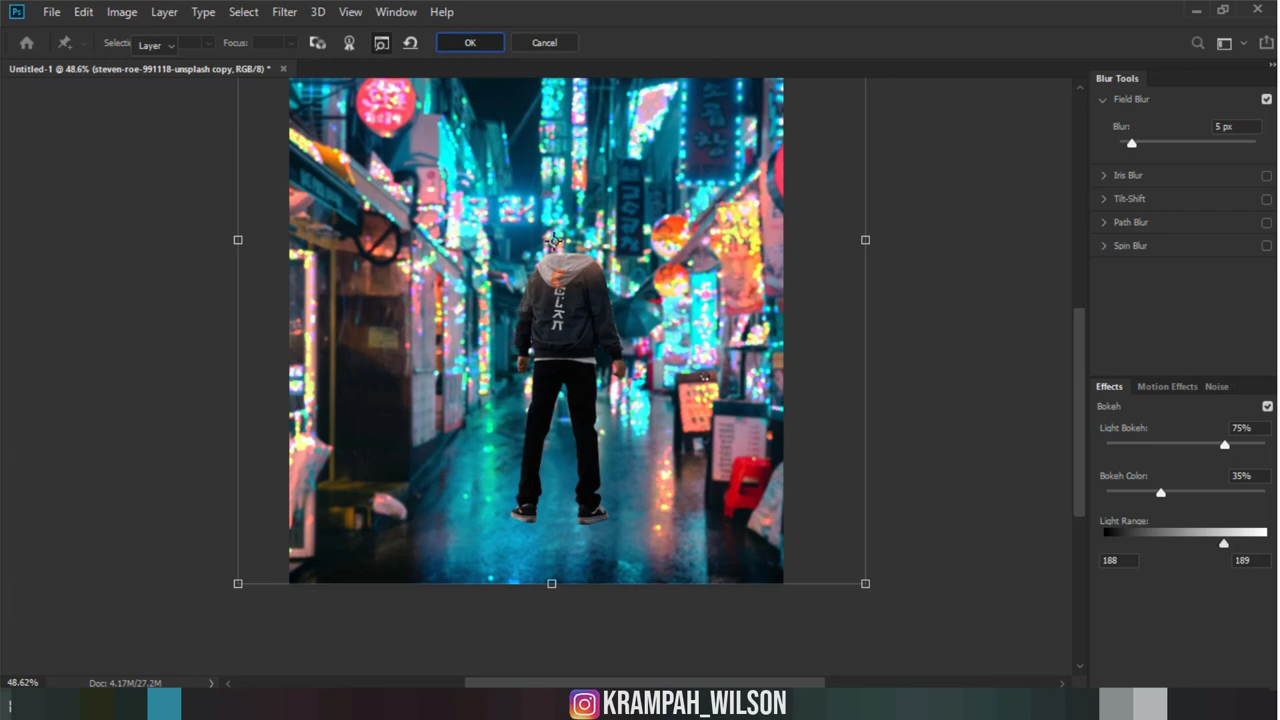 Ps File Edit Image Layer Type Select Filter 3D View Window Help
Layer Focus: OK Cancel
Untitled-1 @ 48.6% (steven-roe-991118-unsplash copy, RGB/8) *
Blur Tools
Field Blur
Blur: 5 px
Iris Blur
Tilt-Shift
Path Blur
Spin Blur
Effects Motion Effects Noise
Bokeh
Light Bokeh: 75%
Bokeh Color: 35%
Light Range:
188 189
48.62% Doc: 4.17M/27.2M
KRAMPAH_WILSON